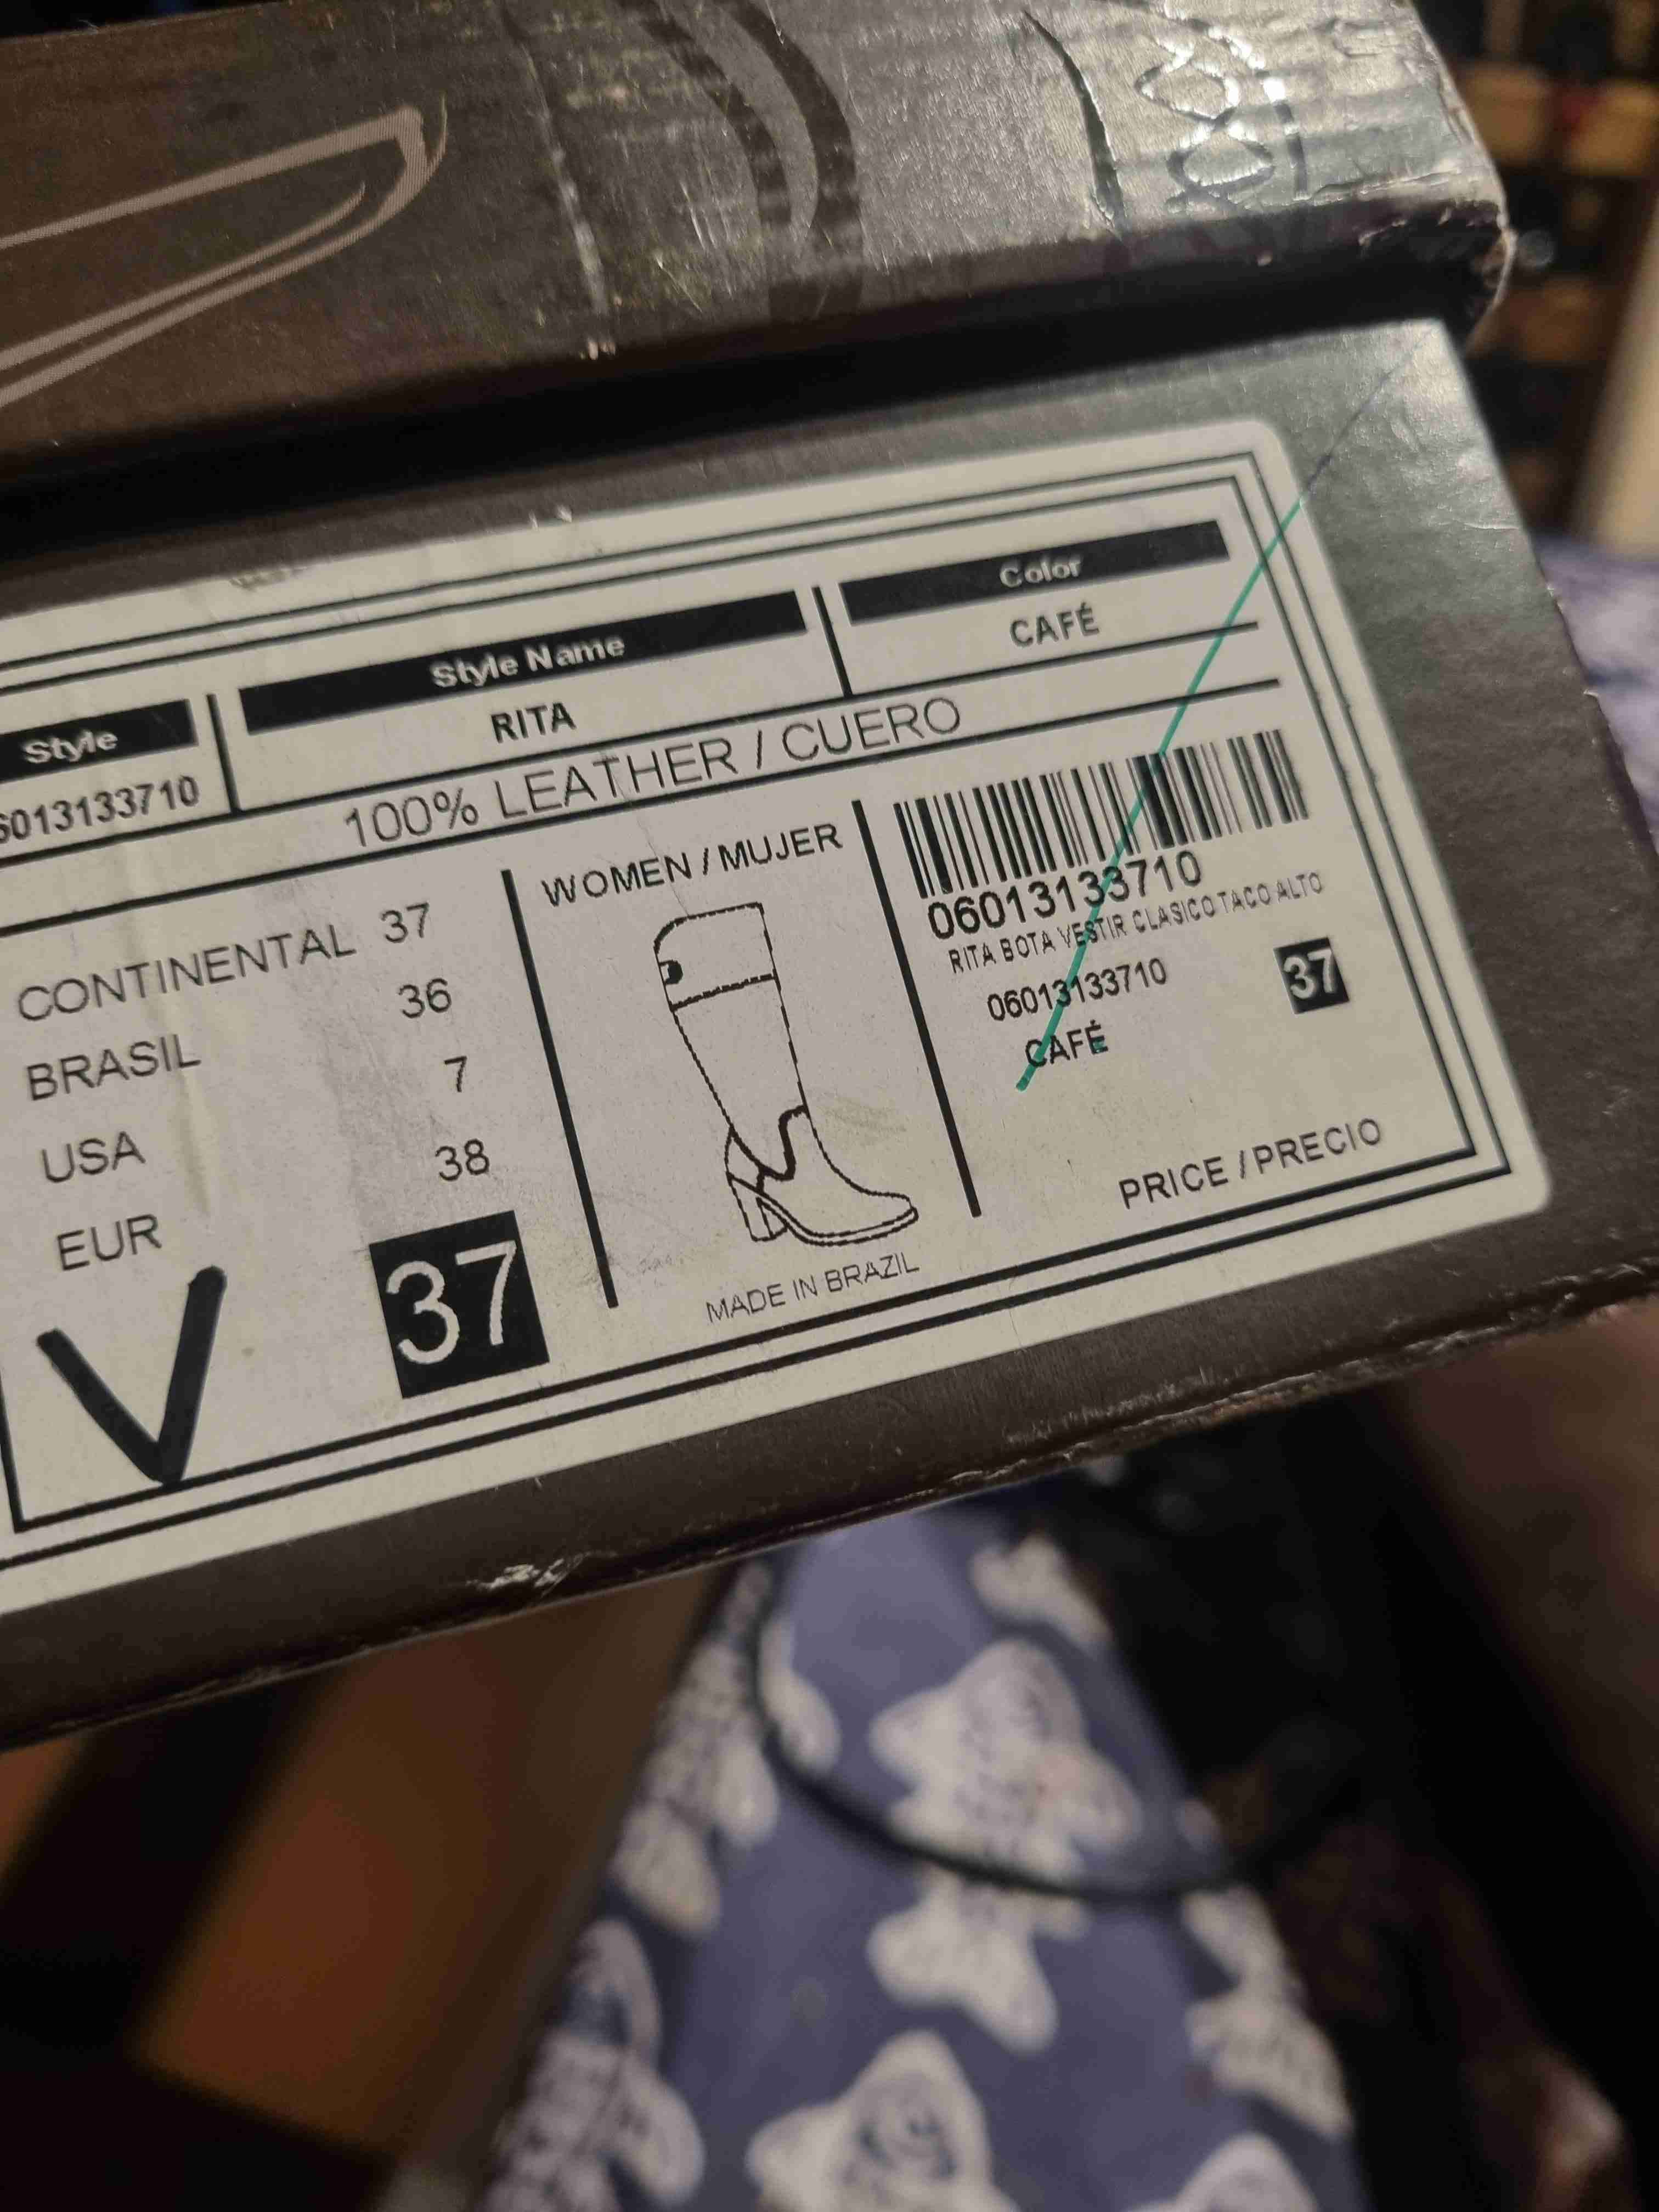 Style
Style Name
Color
6013133710
RITA
CAFÉ
100% LEATHER / CUERO
CONTINENTAL 37
BRASIL 36
USA 7
EUR 38
37
WOMEN / MUJER
MADE IN BRAZIL
06013133710
RITA BOTA VESTIR CLASICO TACO ALTO
06013133710 37
CAFÉ
PRICE / PRECIO